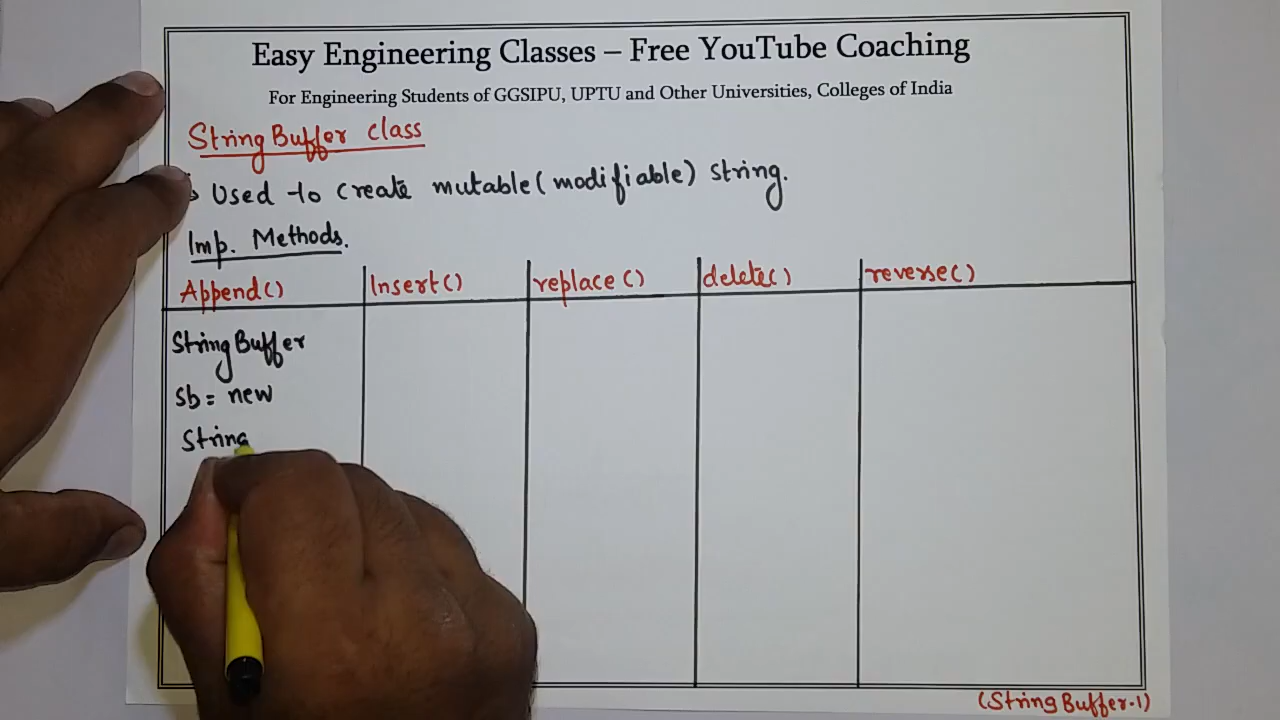 Easy Engineering Classes – Free YouTube Coaching
For Engineering Students of GGSIPU, UPTU and Other Universities, Colleges of India
StringBuffer class
Used to create mutable(modifiable) string.
Imp. Methods.
Append() Insert() replace() delete() reverse()
StringBuffer
sb = new
String
(StringBuffer-1)